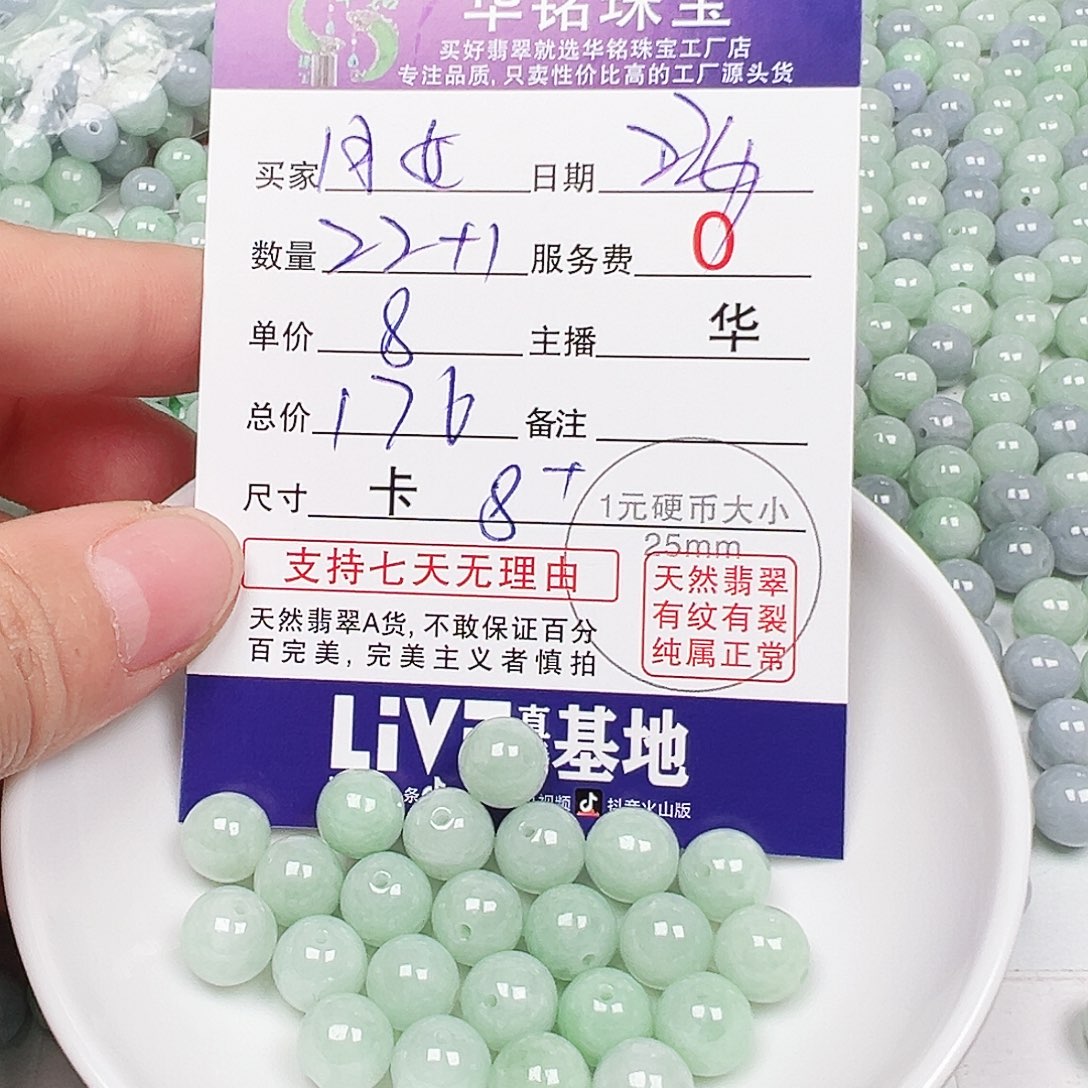 华铭珠宝
买好翡翠就选华铭珠宝工厂店
专注品质,只卖性价比高的工厂源头货
买家 日期
数量 22+1 服务费 0
单价 8 主播 华
总价 176 备注
尺寸 卡 8+
1元硬币大小
25mm
支持七天无理由
天然翡翠
有纹有裂
纯属正常
天然翡翠A货,不敢保证百分
百完美,完美主义者慎拍
LiVE 基地
抖音火山版